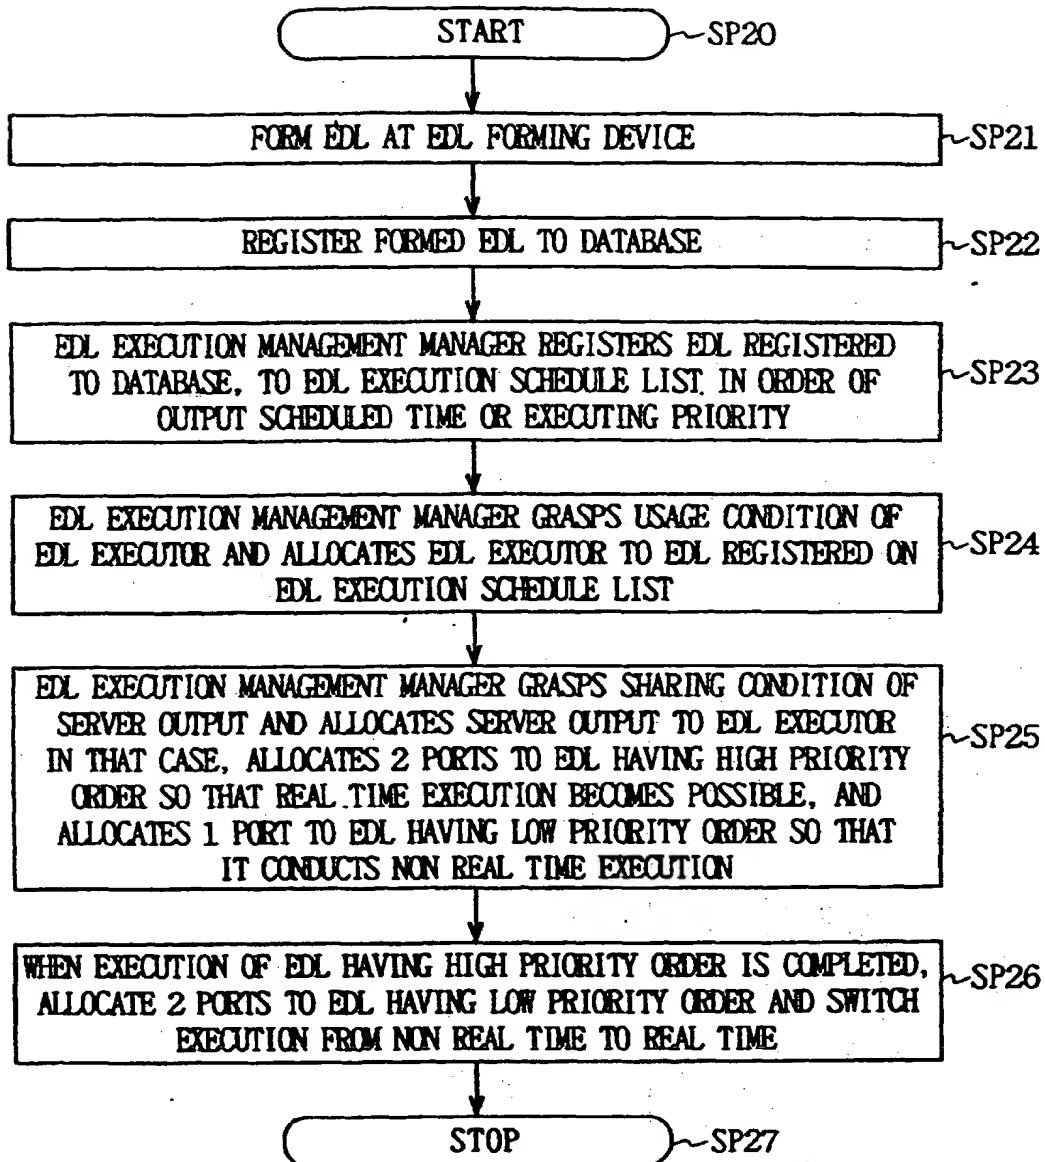 START
SP20
FORM EDL AT EDL FORMING DEVICE
SP21
REGISTER FORMED EDL TO DATABASE
SP22
EDL EXECUTION MANAGEMENT MANAGER REGISTERS EDL REGISTERED
TO DATABASE, TO EDL EXECUTION SCHEDULE LIST IN ORDER OF
OUTPUT SCHEDULED TIME OR EXECUTING PRIORITY
SP23
EDL EXECUTION MANAGEMENT MANAGER GRASPS USAGE CONDITION OF
EDL EXECUTOR AND ALLOCATES EDL EXECUTOR TO EDL REGISTERED ON
EDL EXECUTION SCHEDULE LIST
SP24
EDL EXECUTION MANAGEMENT MANAGER GRASPS SHARING CONDITION OF
SERVER OUTPUT AND ALLOCATES SERVER OUTPUT TO EDL EXECUTOR
IN THAT CASE, ALLOCATES 2 PORTS TO EDL HAVING HIGH PRIORITY
ORDER SO THAT REAL TIME EXECUTION BECOMES POSSIBLE, AND
ALLOCATES 1 PORT TO EDL HAVING LOW PRIORITY ORDER SO THAT
IT CONDUCTS NON REAL TIME EXECUTION
SP25
WHEN EXECUTION OF EDL HAVING HIGH PRIORITY ORDER IS COMPLETED,
ALLOCATE 2 PORTS TO EDL HAVING LOW PRIORITY ORDER AND SWITCH
EXECUTION FROM NON REAL TIME TO REAL TIME
SP26
STOP
SP27